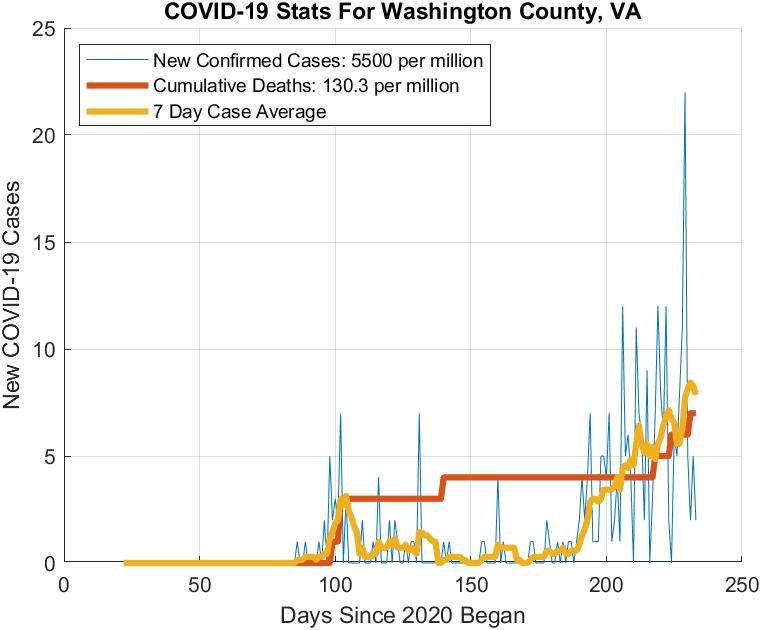 COVID-19 Stats For Washington County, VA
New Confirmed Cases: 5500 per million
Cumulative Deaths: 130.3 per million
7 Day Case Average
New COVID-19 Cases
25
20
15
10
5
0
0 50 100 150 200 250
Days Since 2020 Began